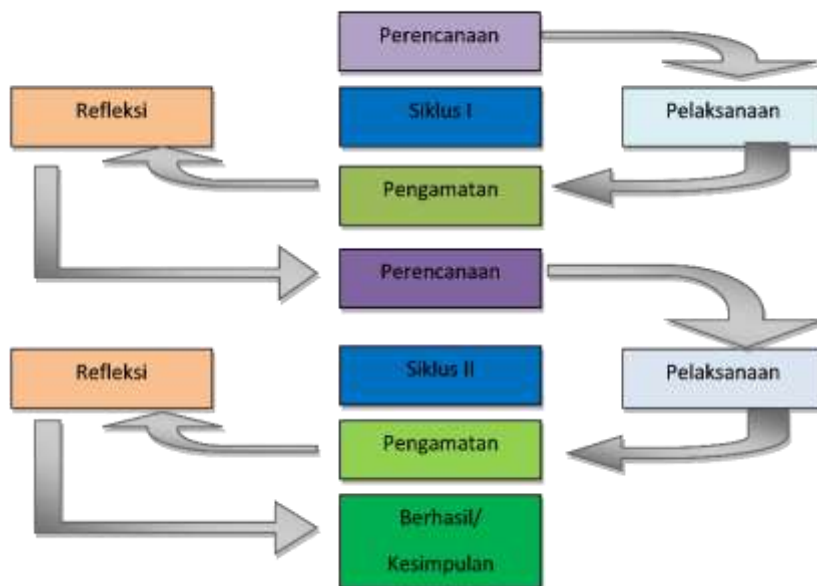 Perencanaan
Refleksi
Siklus I
Pelaksanaan
Pengamatan
Perencanaan
Refleksi
Siklus II
Pelaksanaan
Pengamatan
Berhasil/
Kesimpulan